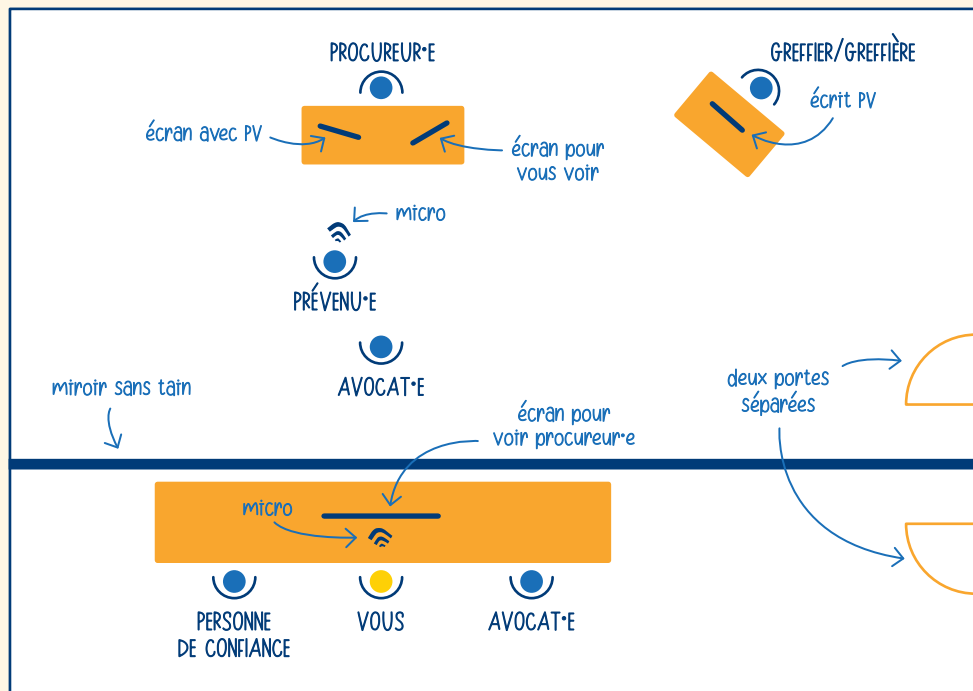 PROCUREUR•E
GREFFIER/GREFFIÈRE
écran avec PV
écran pour
vous voir
écrit PV
micro
PRÉVENU•E
AVOCAT•E
miroir sans tain
écran pour
voir procureur•e
deux portes
séparées
micro
PERSONNE
DE CONFIANCE
VOUS
AVOCAT•E